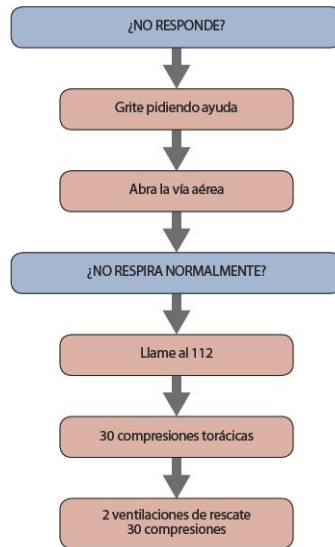 ¿NO RESPONDE?
Grite pidiendo ayuda
Abra la vía aérea
¿NO RESPIRA NORMALMENTE?
Llame al 112
30 compresiones torácicas
2 ventilaciones de rescate
30 compresiones